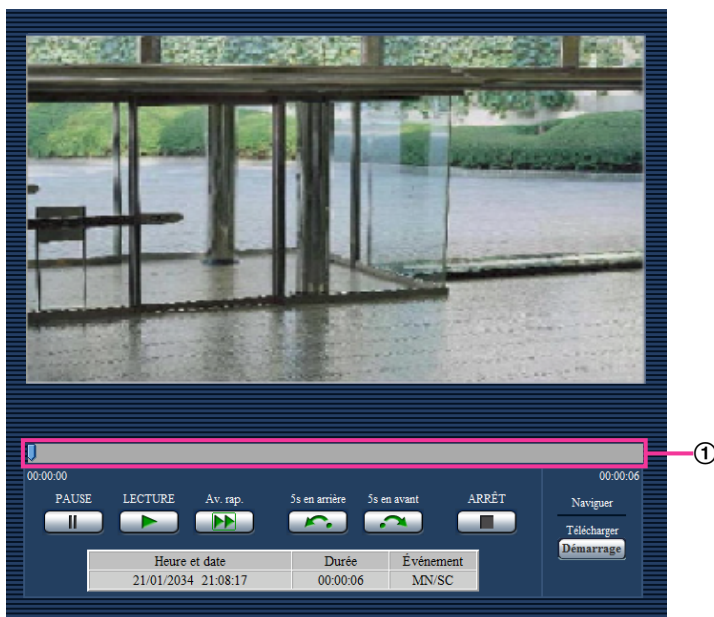 ①
00:00:00 00:00:06
PAUSE LECTURE Av. rap. 5s en arrière 5s en avant ARRÊT Naviguer
Télécharger
Démarrage
Heure et date Durée Événement
21/01/2034 21:08:17 00:00:06 MN/SC